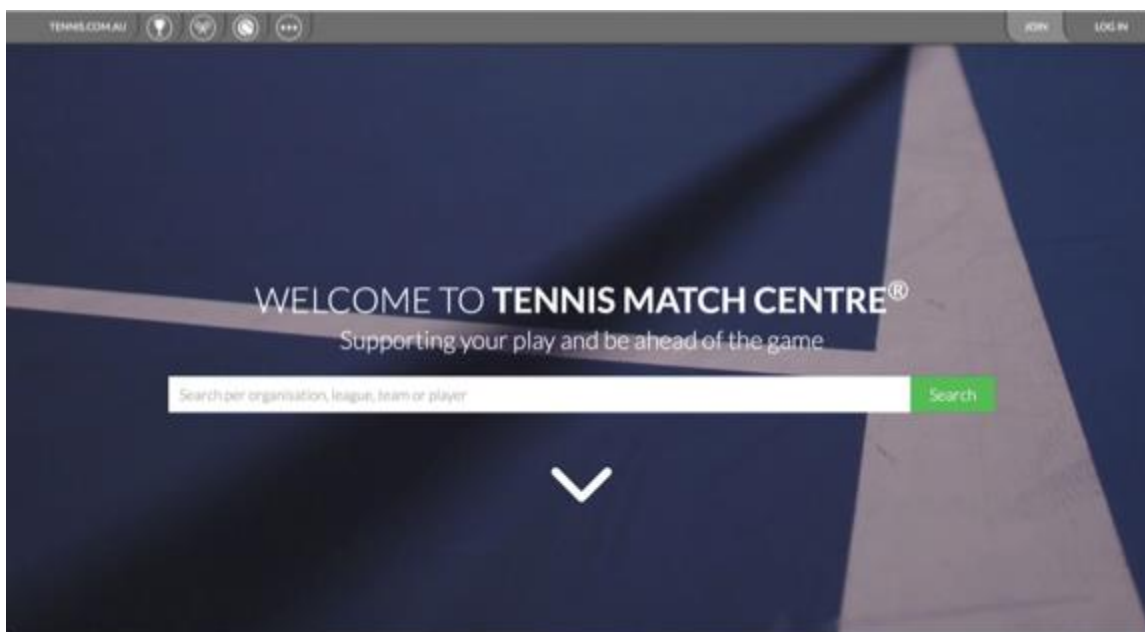 TENNIS.COM.AU
JOIN
LOG IN
WELCOME TO TENNIS MATCH CENTRE®
Supporting your play and be ahead of the game
Search per organisation, league, team or player
Search